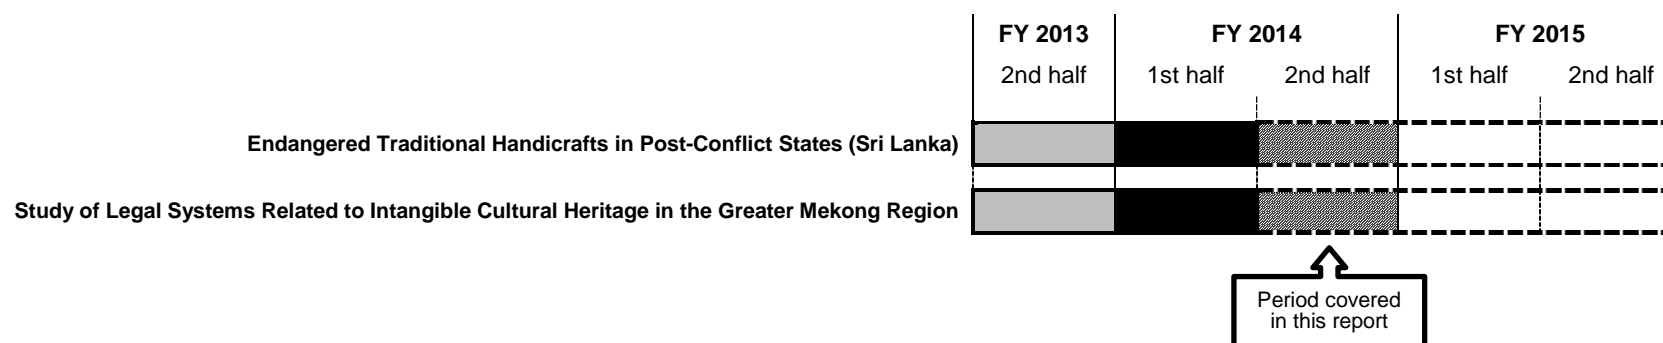 FY 2013 FY 2014 FY 2015
2nd half 1st half 2nd half 1st half 2nd half
Endangered Traditional Handicrafts in Post-Conflict States (Sri Lanka)
Study of Legal Systems Related to Intangible Cultural Heritage in the Greater Mekong Region
Period covered
in this report